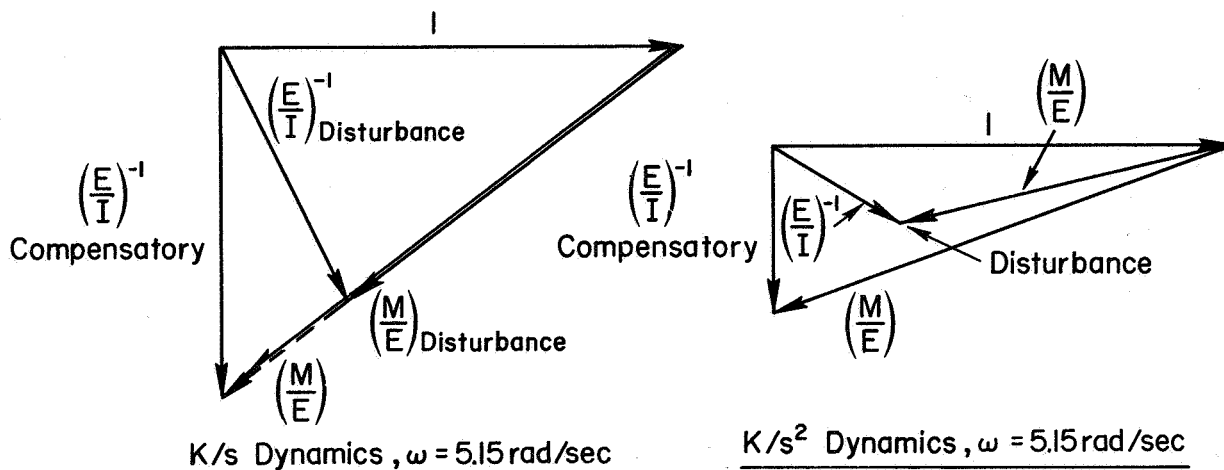 1
(E/I)⁻¹ Disturbance
(E/I)⁻¹
Compensatory
(M/E) Disturbance
(M/E)
K/s Dynamics, ω = 5.15 rad/sec
(M/E)
1
(E/I)⁻¹
Compensatory
(E/I)⁻¹
Disturbance
(M/E)
K/s² Dynamics, ω = 5.15 rad/sec